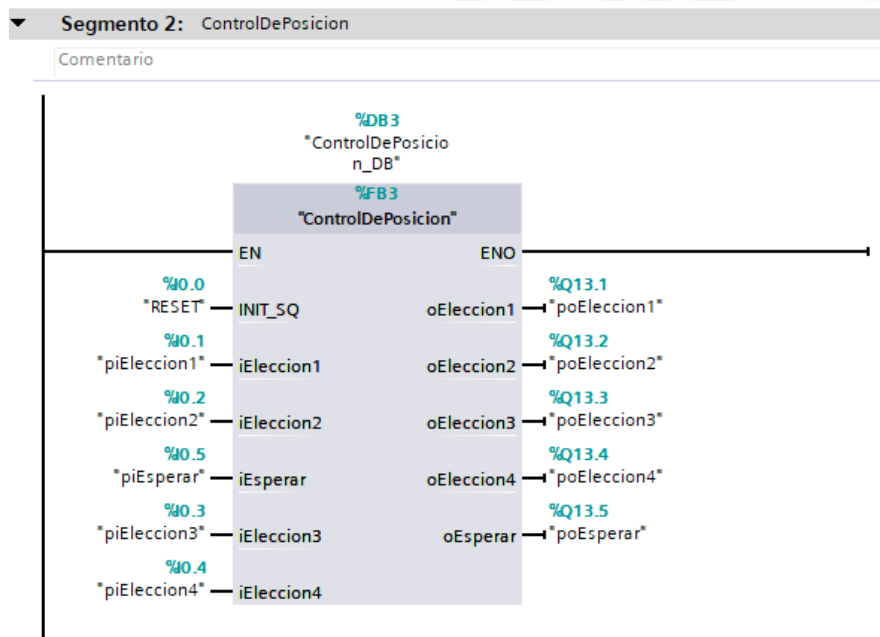 Segmento 2: ControlDePosicion
Comentario
%DB3
"ControlDePosicio
n_DB"
%FB3
"ControlDePosicion"
EN ENO
%I0.0 %Q13.1
"RESET" INIT_SQ oEleccion1 "poEleccion1"
%I0.1 %Q13.2
"piEleccion1" iEleccion1 oEleccion2 "poEleccion2"
%I0.2 %Q13.3
"piEleccion2" iEleccion2 oEleccion3 "poEleccion3"
%I0.5 %Q13.4
"piEsperar" iEsperar oEleccion4 "poEleccion4"
%I0.3 %Q13.5
"piEleccion3" iEleccion3 oEsperar "poEsperar"
%I0.4
"piEleccion4" iEleccion4